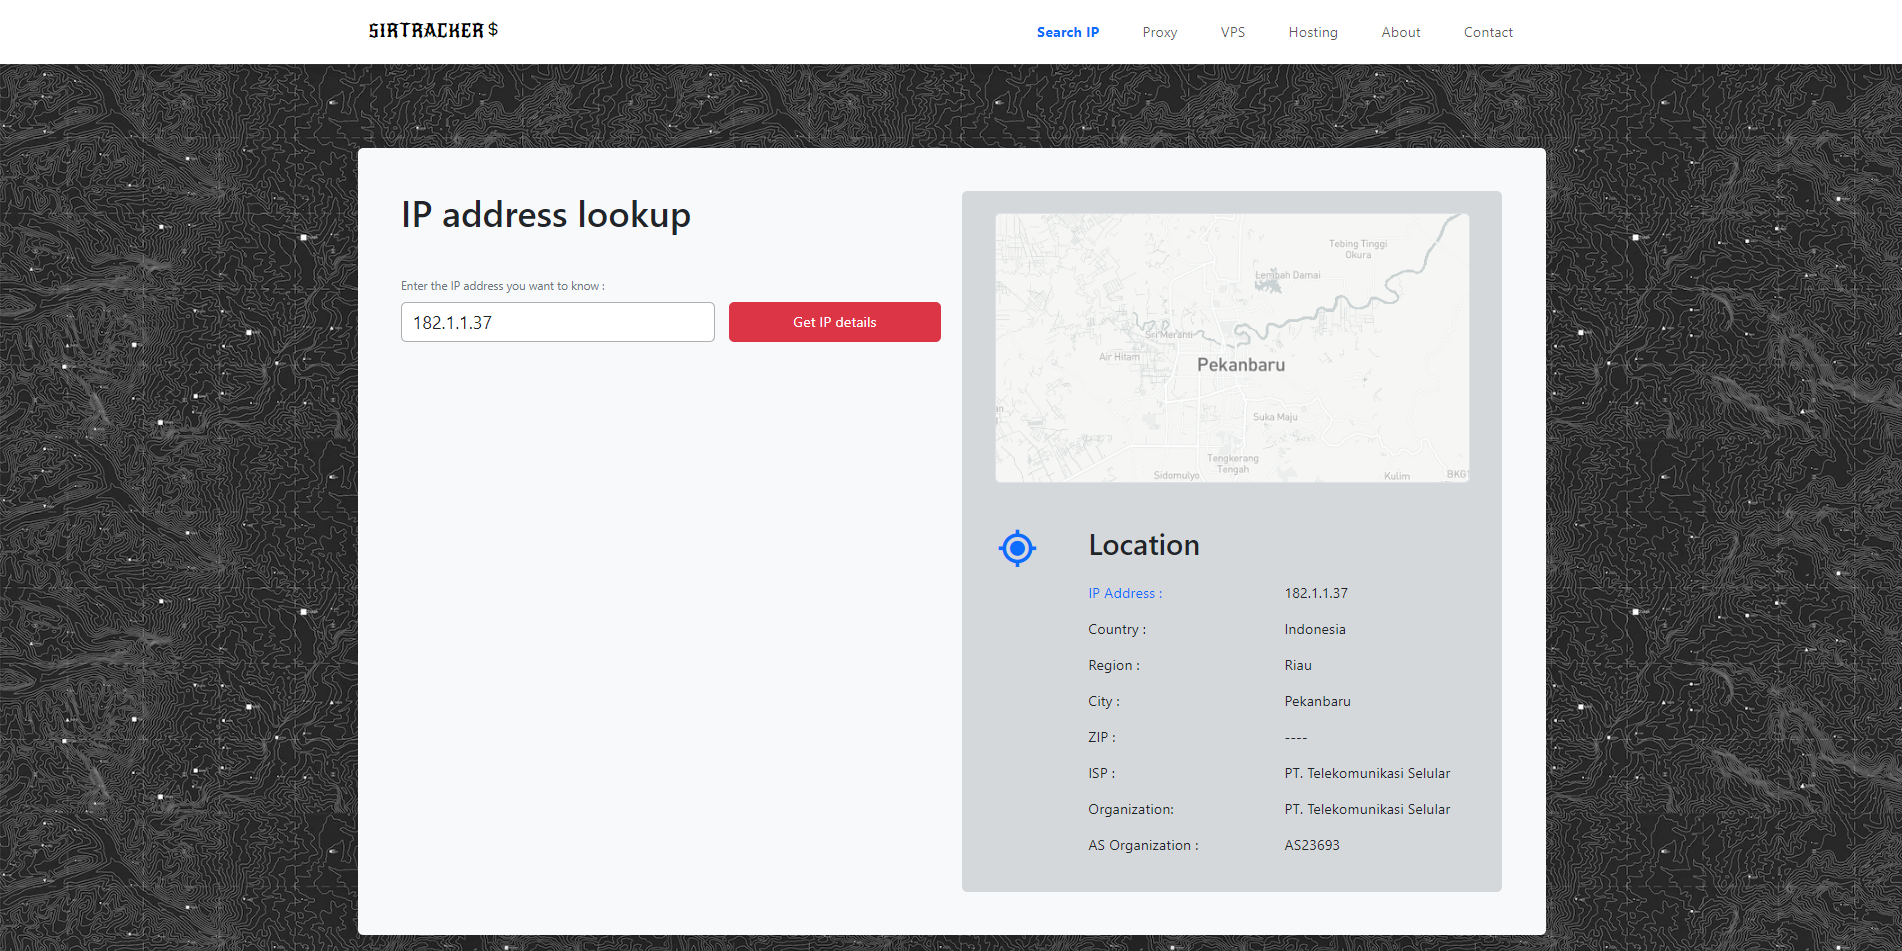 SIRTRACKER $
Search IP
Proxy
VPS
Hosting
About
Contact
IP address lookup
Enter the IP address you want to know :
182.1.1.37
Get IP details
Tebing Tinggi
Okura
Lembah Damai
Sri Meranti
Air Hitam
Pekanbaru
an
Suka Maju
Tengkerang
Tengah
Sidomulyo
Kulim
BKG1
Location
IP Address : 182.1.1.37
Country : Indonesia
Region : Riau
City : Pekanbaru
ZIP : ----
ISP : PT. Telekomunikasi Selular
Organization: PT. Telekomunikasi Selular
AS Organization : AS23693